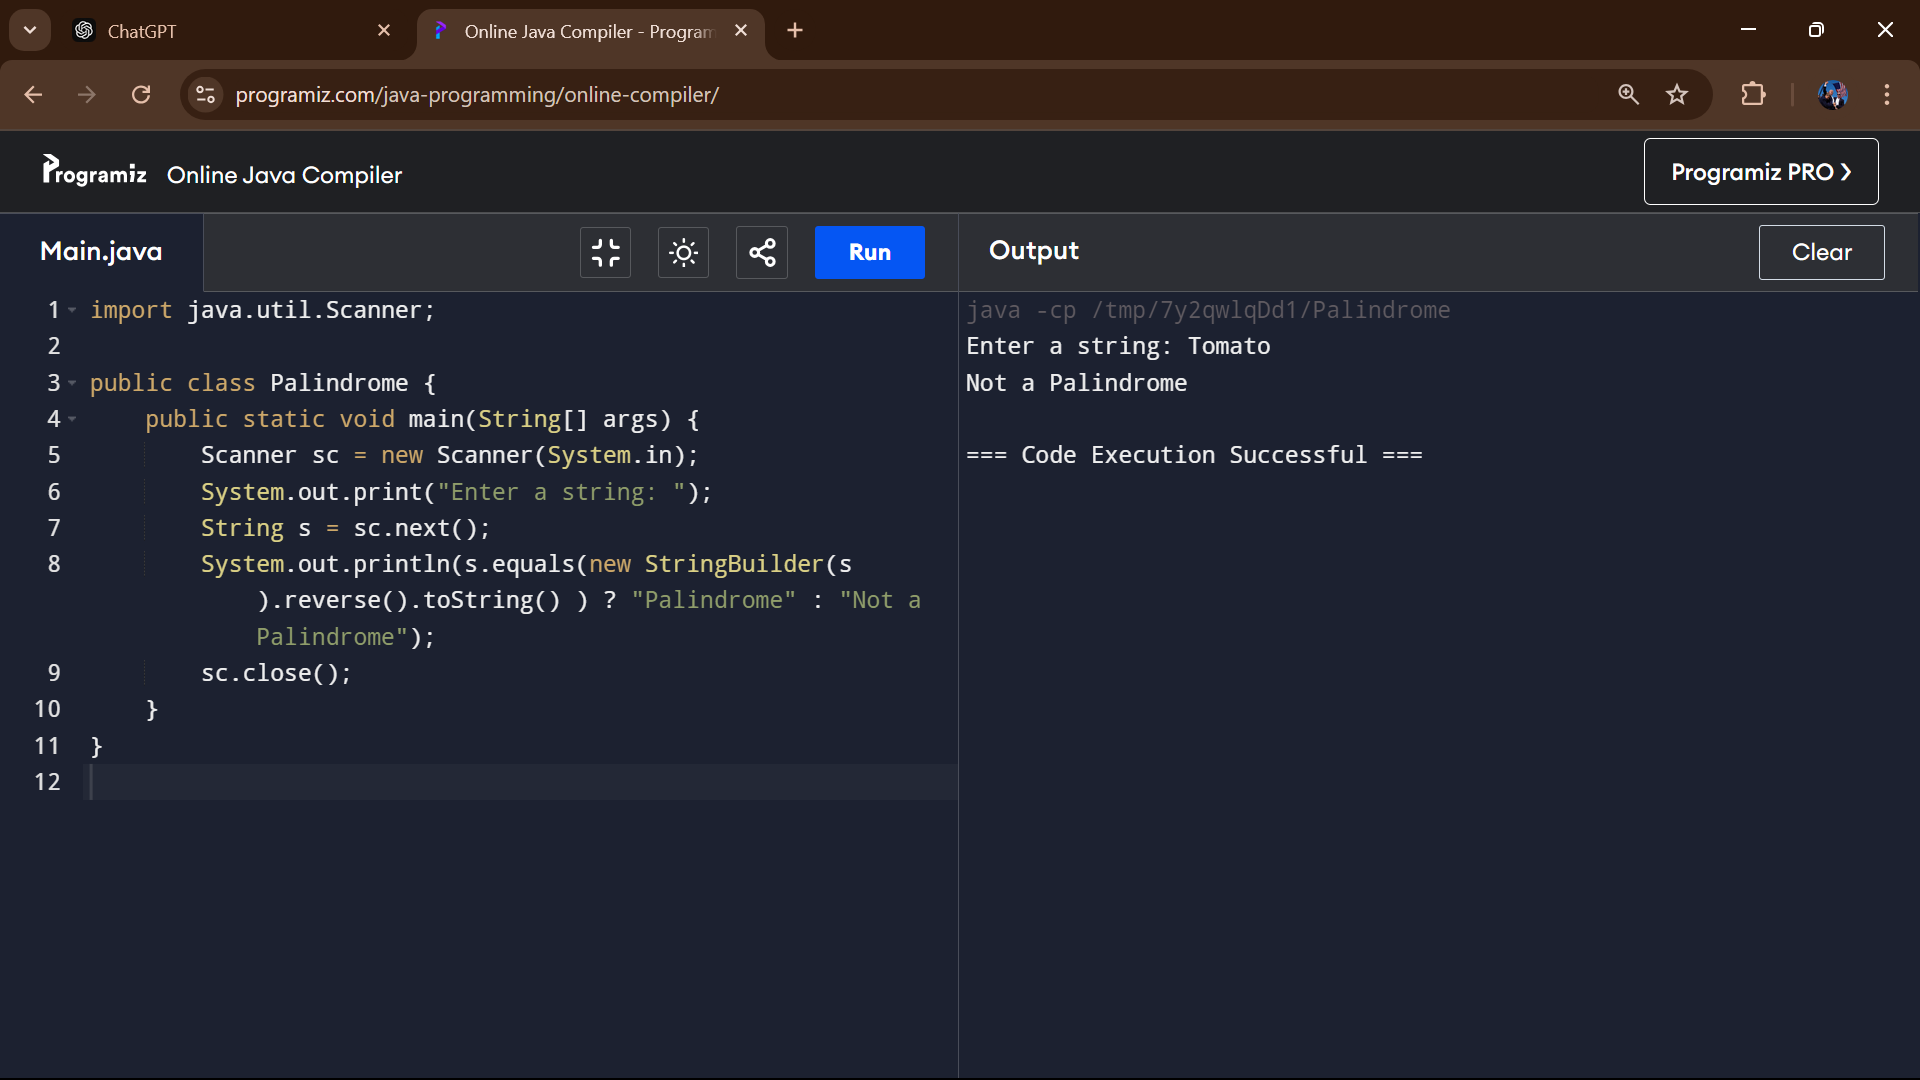 ChatGPT
Online Java Compiler - Program
programiz.com/java-programming/online-compiler/
Programiz Online Java Compiler
Programiz PRO ❯
Main.java
Run
Output
Clear
1 import java.util.Scanner;
2
3 public class Palindrome {
4     public static void main(String[] args) {
5         Scanner sc = new Scanner(System.in);
6         System.out.print("Enter a string: ");
7         String s = sc.next();
8         System.out.println(s.equals(new StringBuilder(s
            ).reverse().toString() ) ? "Palindrome" : "Not a
            Palindrome");
9         sc.close();
10     }
11 }
12
java -cp /tmp/7y2qwlqDd1/Palindrome
Enter a string: Tomato
Not a Palindrome
=== Code Execution Successful ===